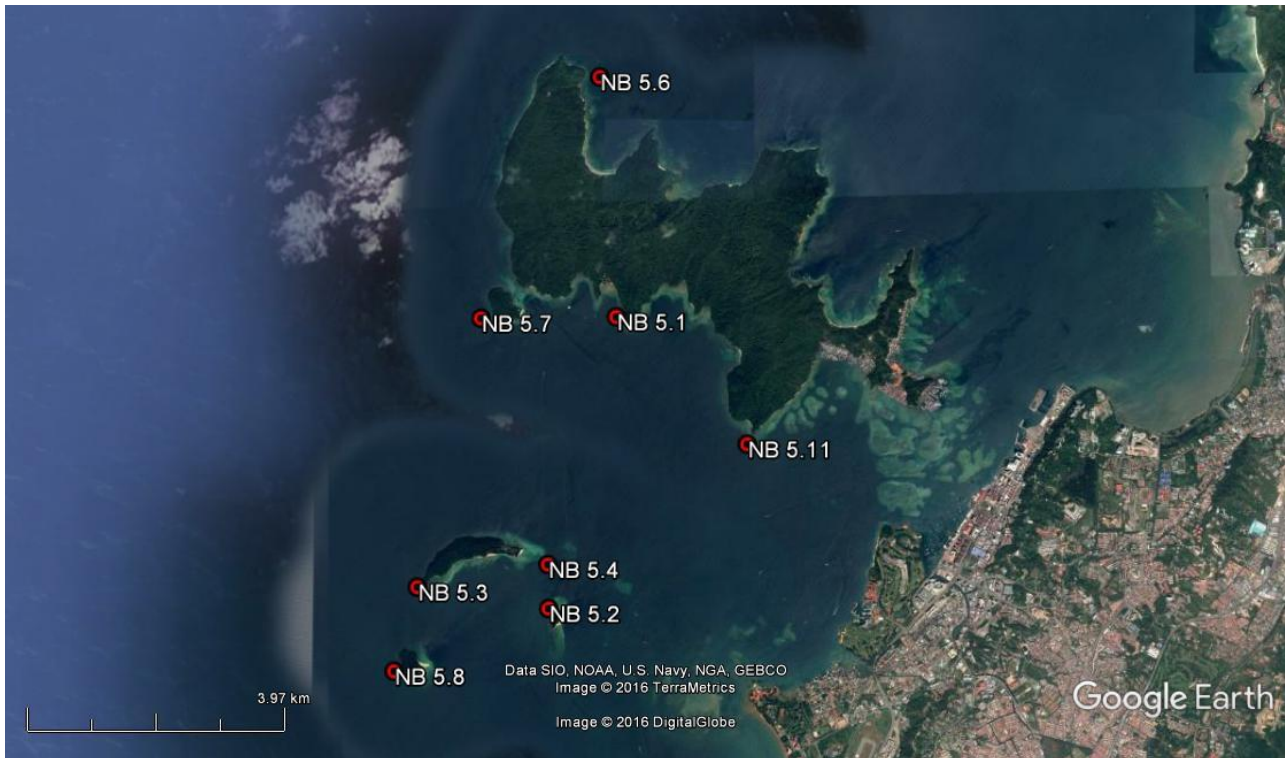 NB 5.6
NB 5.7
NB 5.1
NB 5.11
NB 5.4
NB 5.3
NB 5.2
NB 5.8
Data SIO, NOAA, U.S. Navy, NGA, GEBCO
Image © 2016 TerraMetrics
Image © 2016 DigitalGlobe
3.97 km
Google Earth